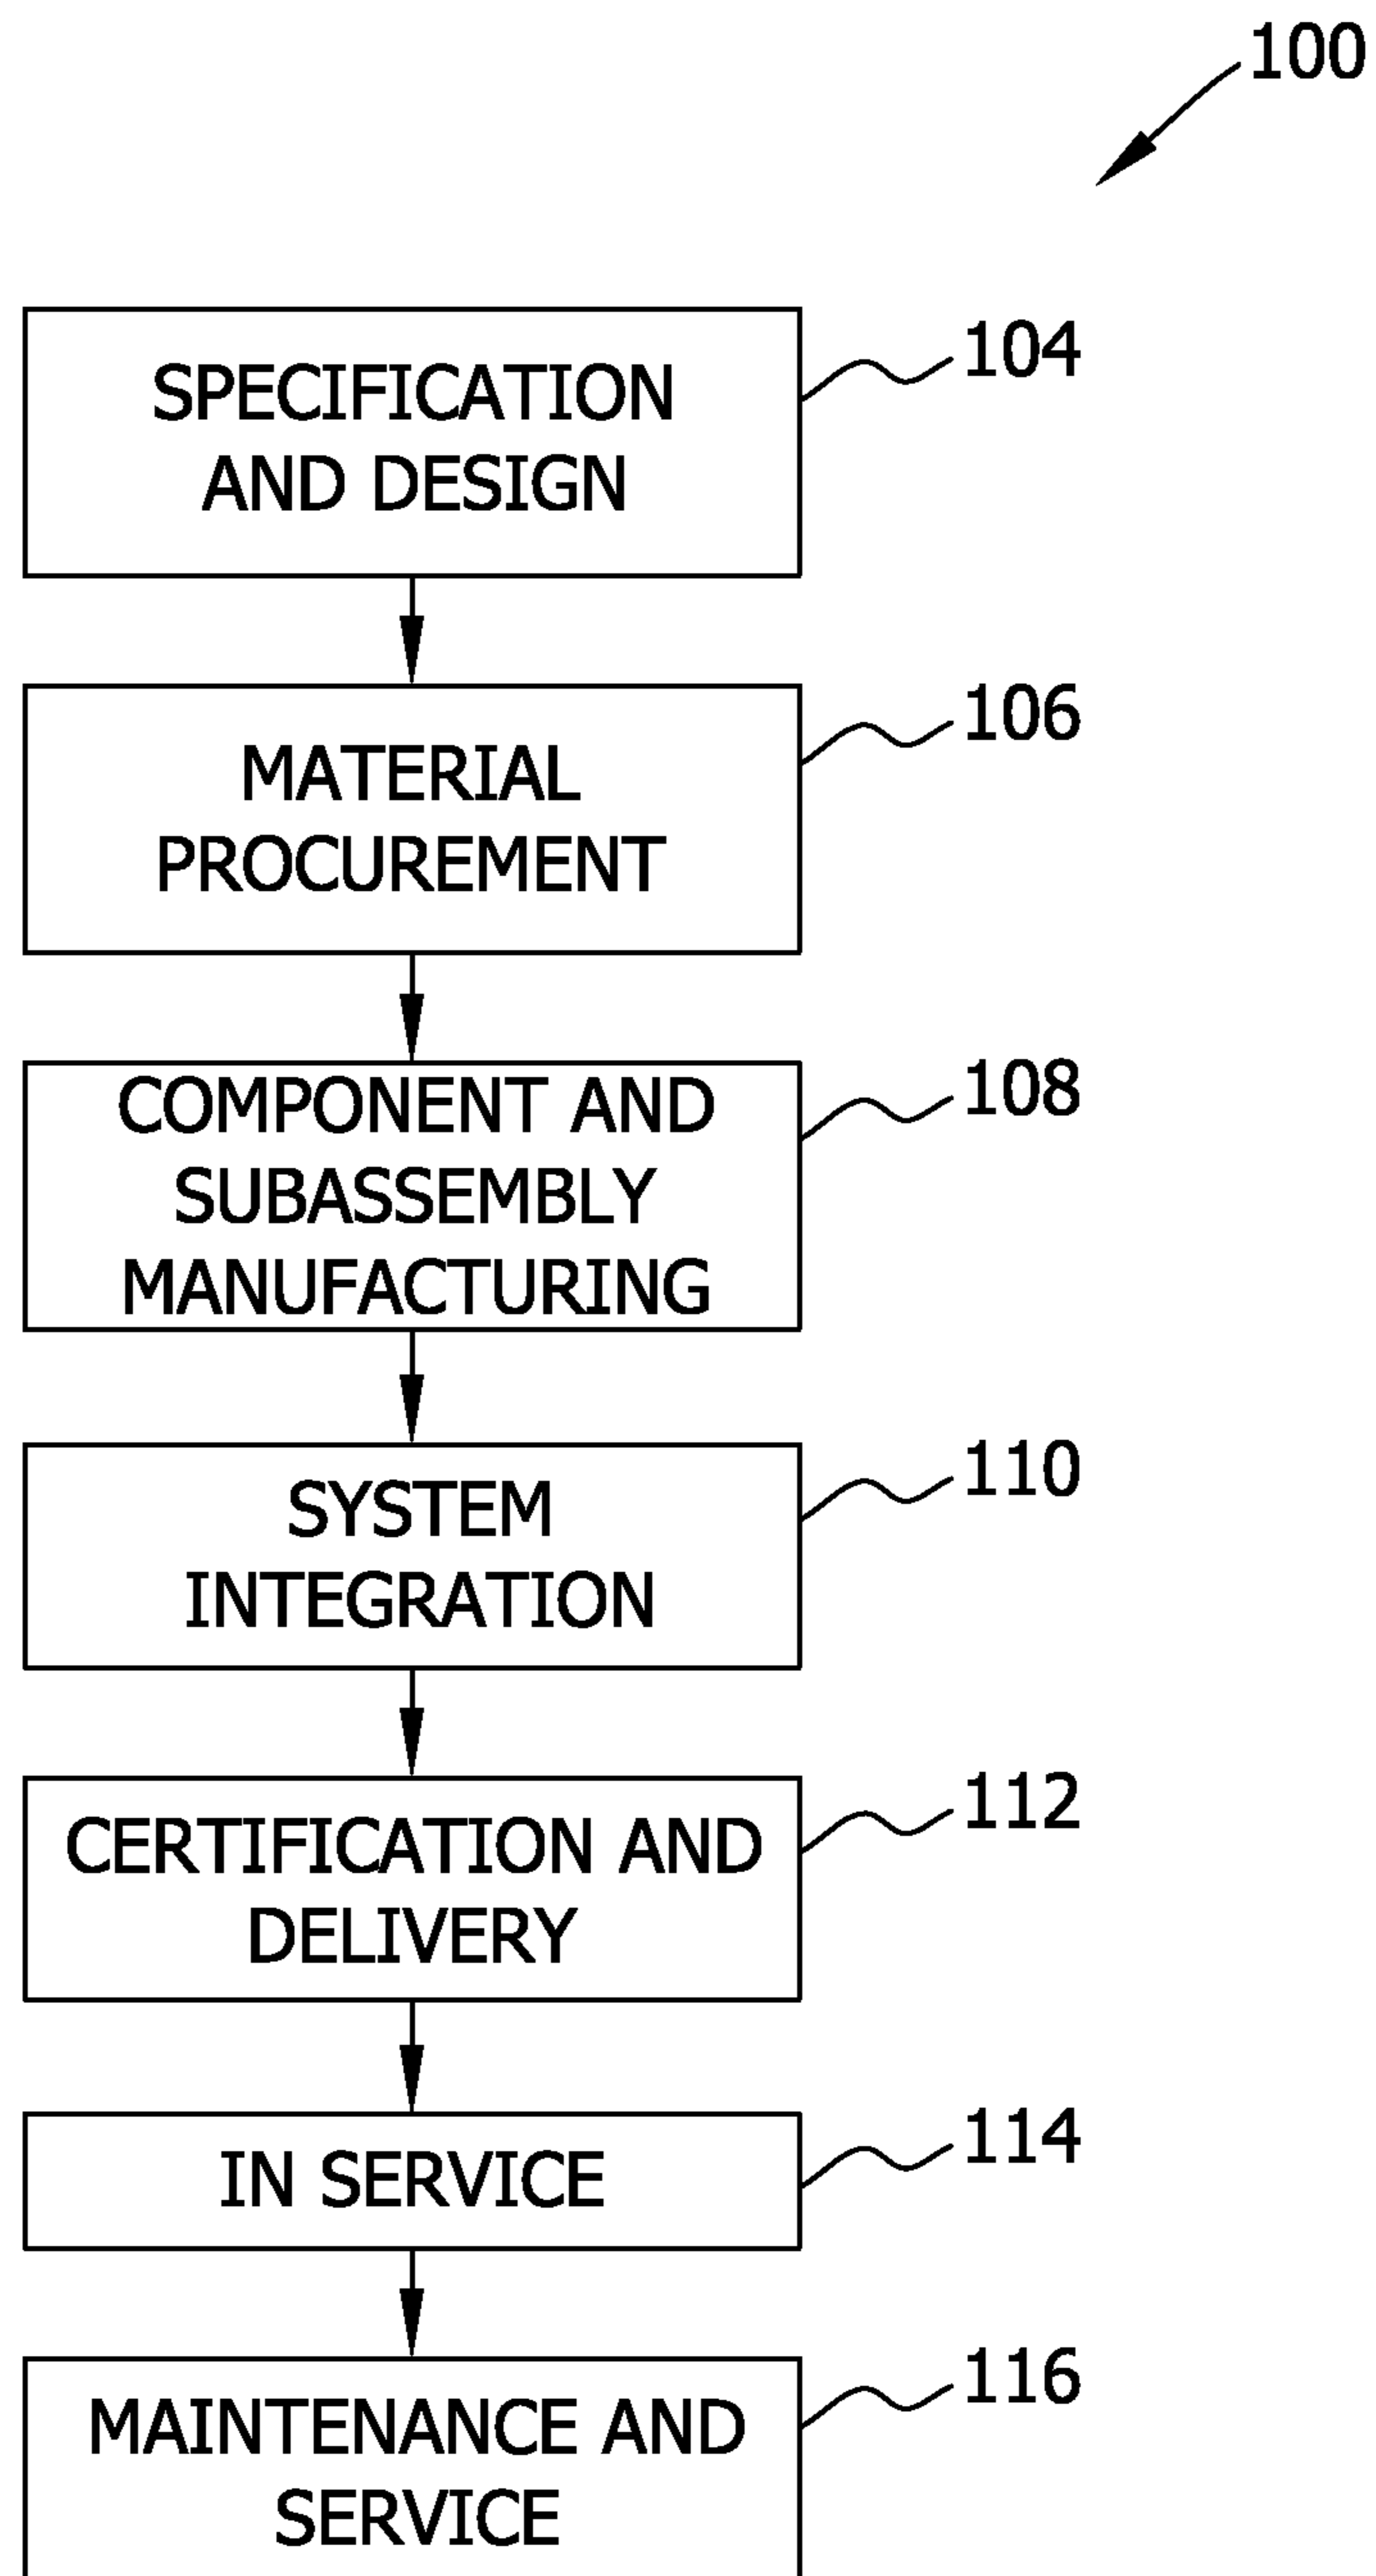 100
SPECIFICATION
AND DESIGN
104
MATERIAL
PROCUREMENT
106
COMPONENT AND
SUBASSEMBLY
MANUFACTURING
108
SYSTEM
INTEGRATION
110
CERTIFICATION AND
DELIVERY
112
IN SERVICE
114
MAINTENANCE AND
SERVICE
116